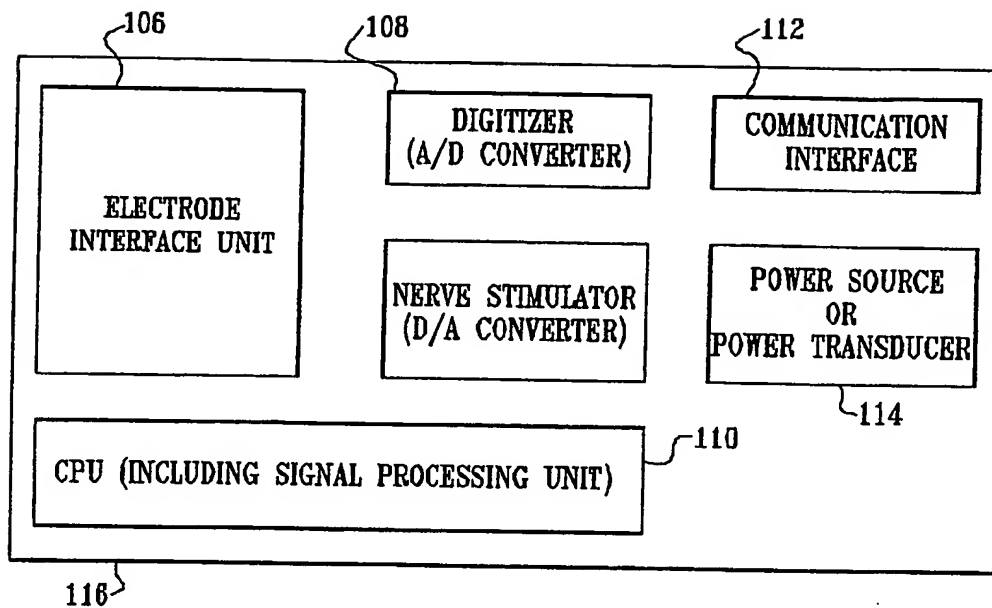 106
108
112
ELECTRODE
INTERFACE UNIT
DIGITIZER
(A/D CONVERTER)
COMMUNICATION
INTERFACE
NERVE STIMULATOR
(D/A CONVERTER)
POWER SOURCE
OR
POWER TRANSDUCER
114
CPU (INCLUDING SIGNAL PROCESSING UNIT)
110
116